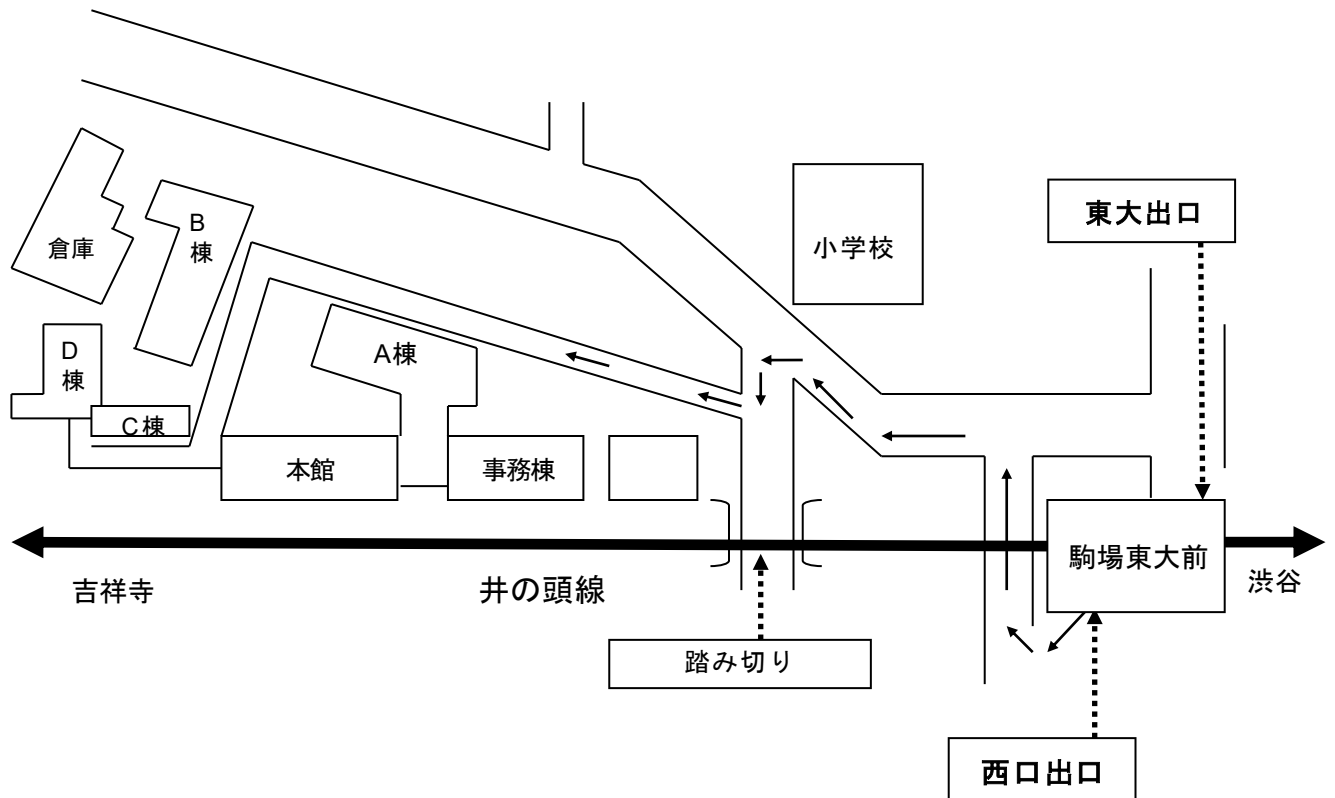 東大出口
小学校
倉庫
B
棟
A棟
D
棟
C棟
本館
事務棟
駒場東大前
吉祥寺
井の頭線
渋谷
踏み切り
西口出口